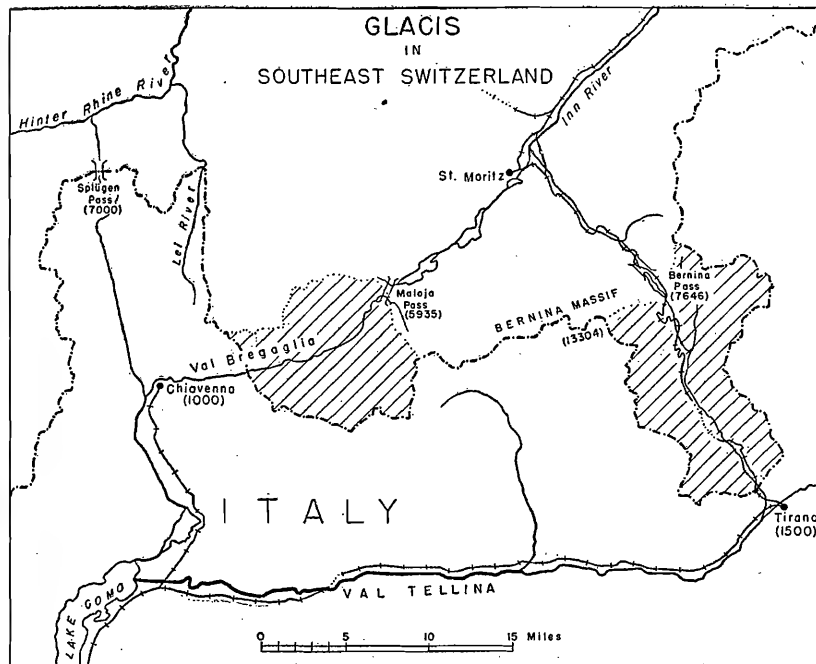 GLACIS
IN
SOUTHEAST SWITZERLAND
Hinter Rhine River
Inn River
St. Moritz
Splügen
Pass
(7000)
Lei River
Maloja
Pass
(5935)
Bernina
Pass
(7646)
BERNINA MASSIF
(13304)
Val Bregaglia
Chiavenna
(1000)
ITALY
Tirano
(1500)
VAL TELLINA
LAKE COMO
0 5 10 15 Miles